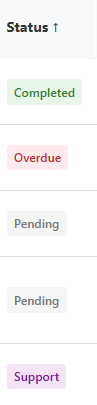 Status ↑
Completed
Overdue
Pending
Pending
Support